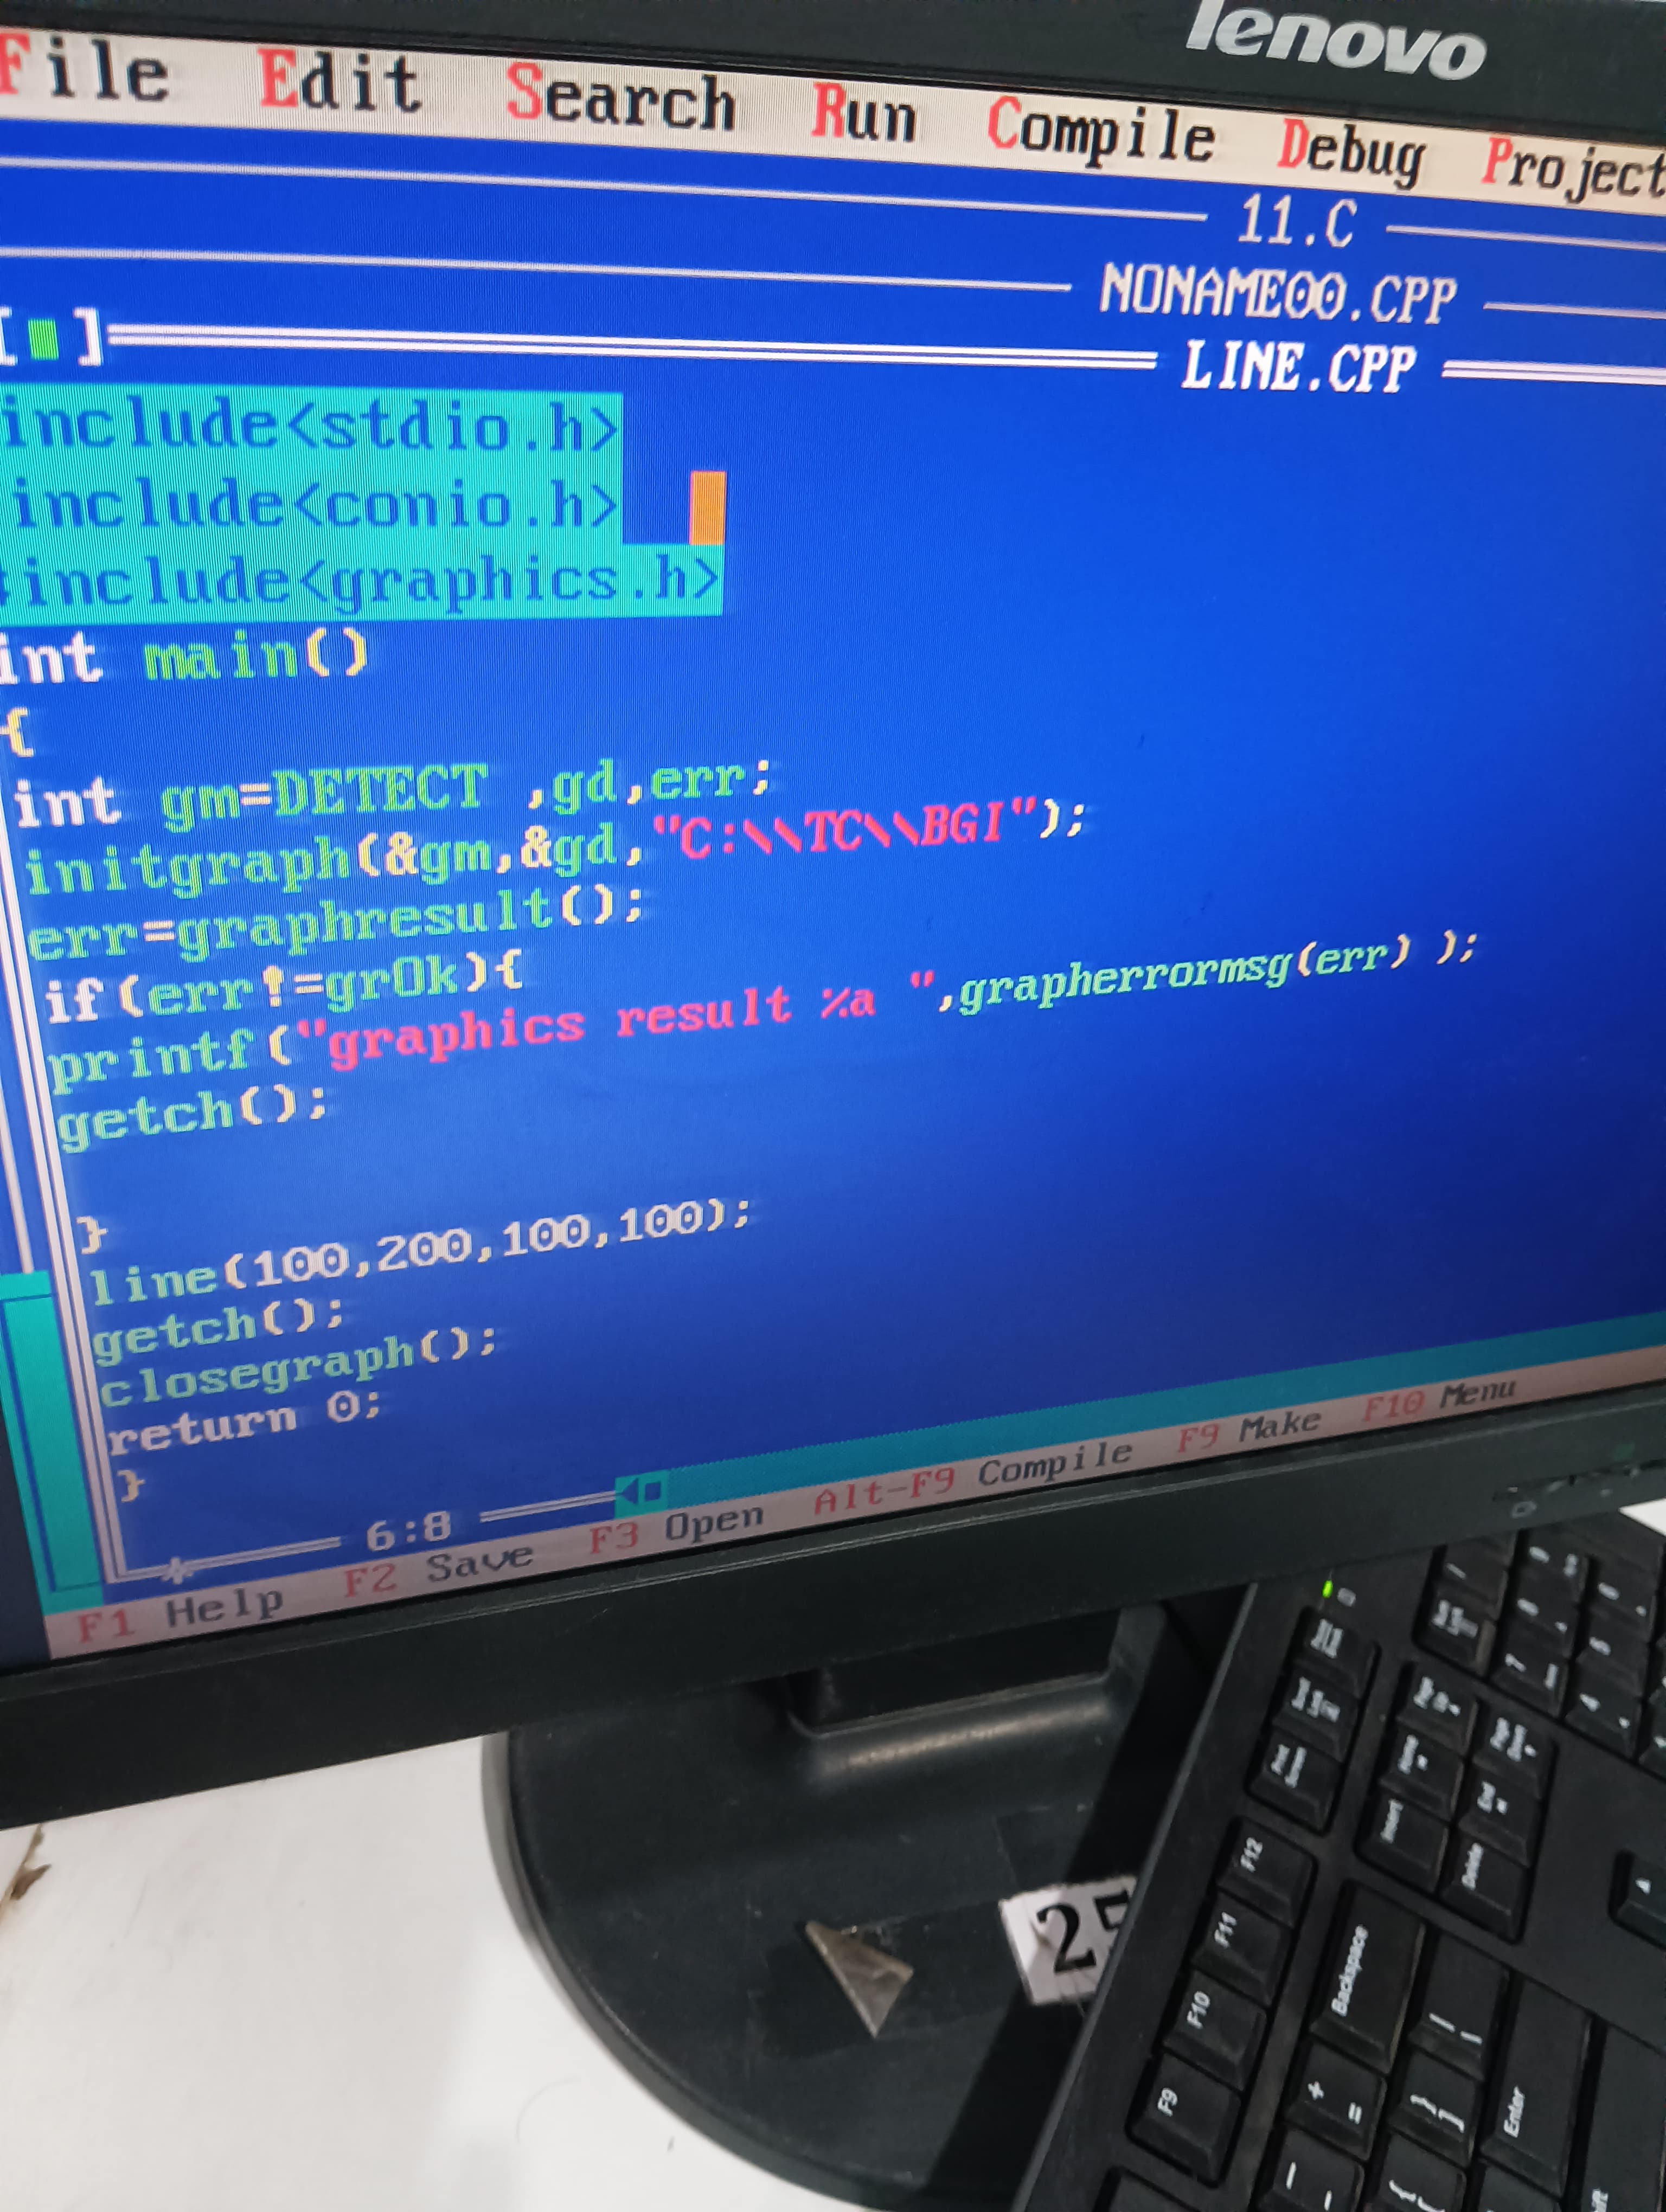 lenovo
File Edit Search Run Compile Debug Project
11.C
NONAME00.CPP
[■] LINE.CPP
include<stdio.h>
include<conio.h>
#include<graphics.h>
int main()
{
int gm=DETECT ,gd,err;
initgraph(&gm,&gd,"C:\\TC\\BGI");
err=graphresult();
if(err!=grOk){
printf("graphics result %a ",grapherrormsg(err) );
getch();
}
line(100,200,100,100);
getch();
closegraph();
return 0;
}
6:8
F1 Help F2 Save F3 Open Alt-F9 Compile F9 Make F10 Menu
25
F12
F11
F10
F9
Backspace
Insert
Delete
End
Enter